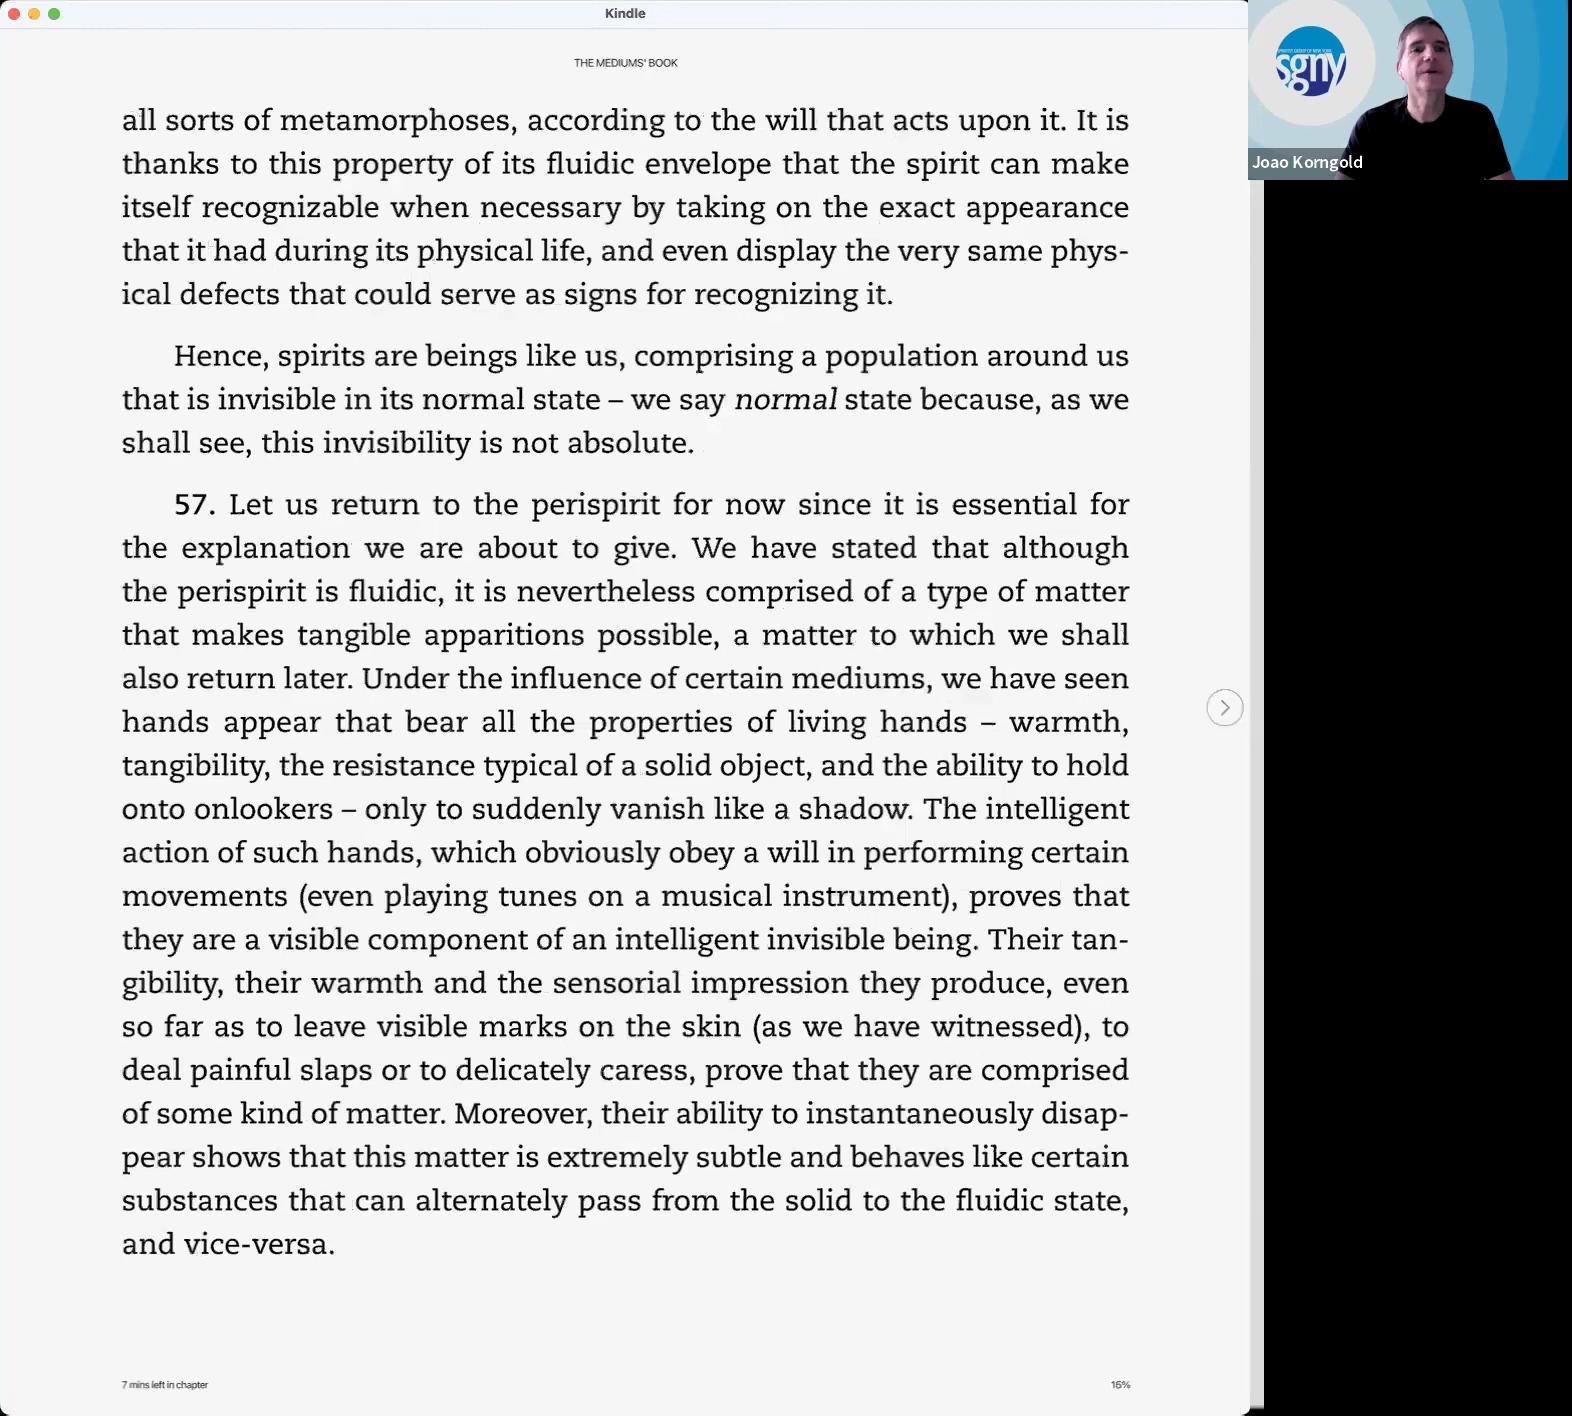 Kindle
THE MEDIUMS' BOOK
all sorts of metamorphoses, according to the will that acts upon it. It is
thanks to this property of its fluidic envelope that the spirit can make
itself recognizable when necessary by taking on the exact appearance
that it had during its physical life, and even display the very same phys-
ical defects that could serve as signs for recognizing it.
Hence, spirits are beings like us, comprising a population around us
that is invisible in its normal state – we say normal state because, as we
shall see, this invisibility is not absolute.
57. Let us return to the perispirit for now since it is essential for
the explanation we are about to give. We have stated that although
the perispirit is fluidic, it is nevertheless comprised of a type of matter
that makes tangible apparitions possible, a matter to which we shall
also return later. Under the influence of certain mediums, we have seen
hands appear that bear all the properties of living hands – warmth,
tangibility, the resistance typical of a solid object, and the ability to hold
onto onlookers – only to suddenly vanish like a shadow. The intelligent
action of such hands, which obviously obey a will in performing certain
movements (even playing tunes on a musical instrument), proves that
they are a visible component of an intelligent invisible being. Their tan-
gibility, their warmth and the sensorial impression they produce, even
so far as to leave visible marks on the skin (as we have witnessed), to
deal painful slaps or to delicately caress, prove that they are comprised
of some kind of matter. Moreover, their ability to instantaneously disap-
pear shows that this matter is extremely subtle and behaves like certain
substances that can alternately pass from the solid to the fluidic state,
and vice-versa.
7 mins left in chapter
16%
SPIRITIST GROUP OF NEW YORK
sgny
Joao Korngold